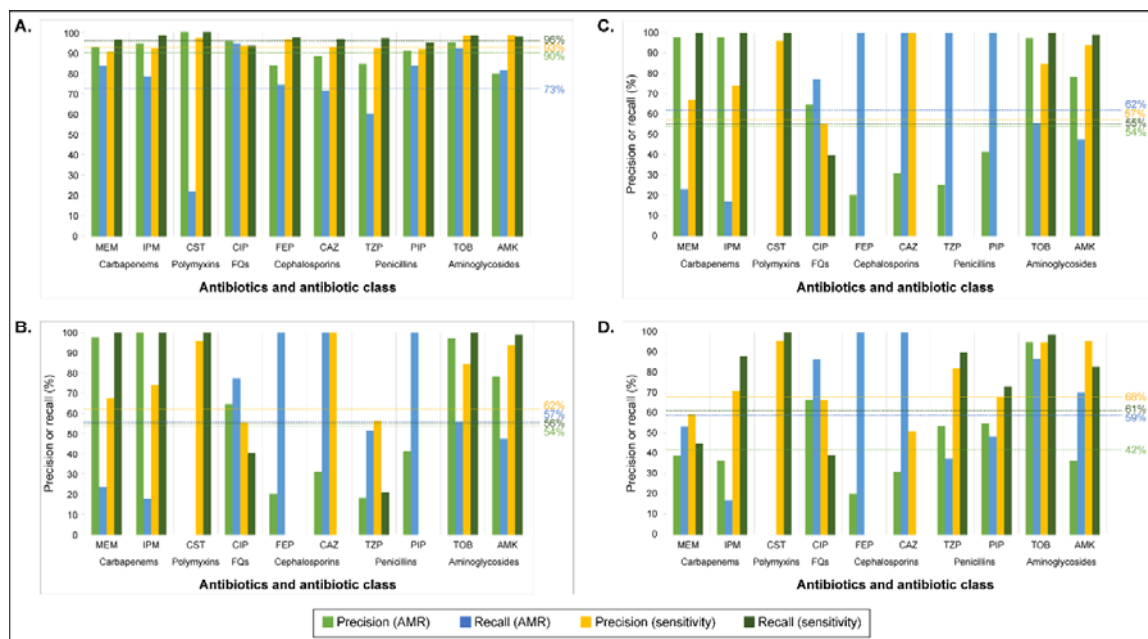 A.
100
90
80
70
60
50
40
30
20
10
0
96%
90%
73%
MEM IPM CST CIP FEP CAZ TZP PIP TOB AMK
Carbapenems Polymyxins FQs Cephalosporins Penicillins Aminoglycosides
Antibiotics and antibiotic class
B.
Precision or recall (%)
100
90
80
70
60
50
40
30
20
10
0
62%
57%
56%
54%
MEM IPM CST CIP FEP CAZ TZP PIP TOB AMK
Carbapenems Polymyxins FQs Cephalosporins Penicillins Aminoglycosides
Antibiotics and antibiotic class
C.
Precision or recall (%)
100
90
80
70
60
50
40
30
20
10
0
62%
57%
55%
54%
MEM IPM CST CIP FEP CAZ TZP PIP TOB AMK
Carbapenems Polymyxins FQs Cephalosporins Penicillins Aminoglycosides
Antibiotics and antibiotic class
D.
Precision or recall (%)
100
90
80
70
60
50
40
30
20
10
0
68%
61%
59%
42%
MEM IPM CST CIP FEP CAZ TZP PIP TOB AMK
Carbapenems Polymyxins FQs Cephalosporins Penicillins Aminoglycosides
Antibiotics and antibiotic class
Precision (AMR) Recall (AMR) Precision (sensitivity) Recall (sensitivity)